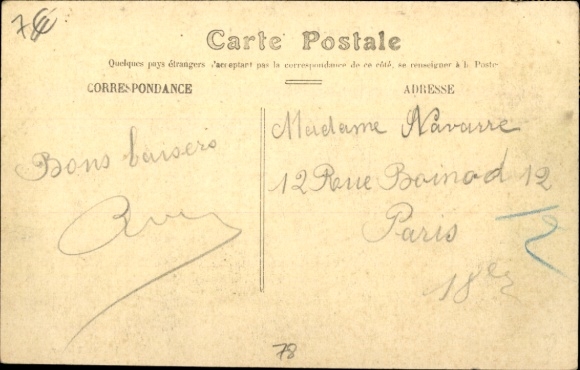 Carte Postale
Quelques pays étrangers n'acceptant pas la correspondance de ce côté, se renseigner à la Poste
CORRESPONDANCE
ADRESSE
Bons baisers
Madame Navarre
12 Rue Boinod 12
Paris
18e
12
78